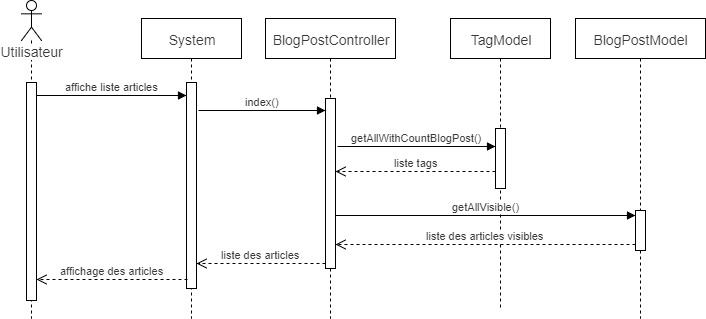 Utilisateur
System
BlogPostController
TagModel
BlogPostModel
affiche liste articles
index()
getAllWithCountBlogPost()
liste tags
getAllVisible()
liste des articles visibles
liste des articles
affichage des articles